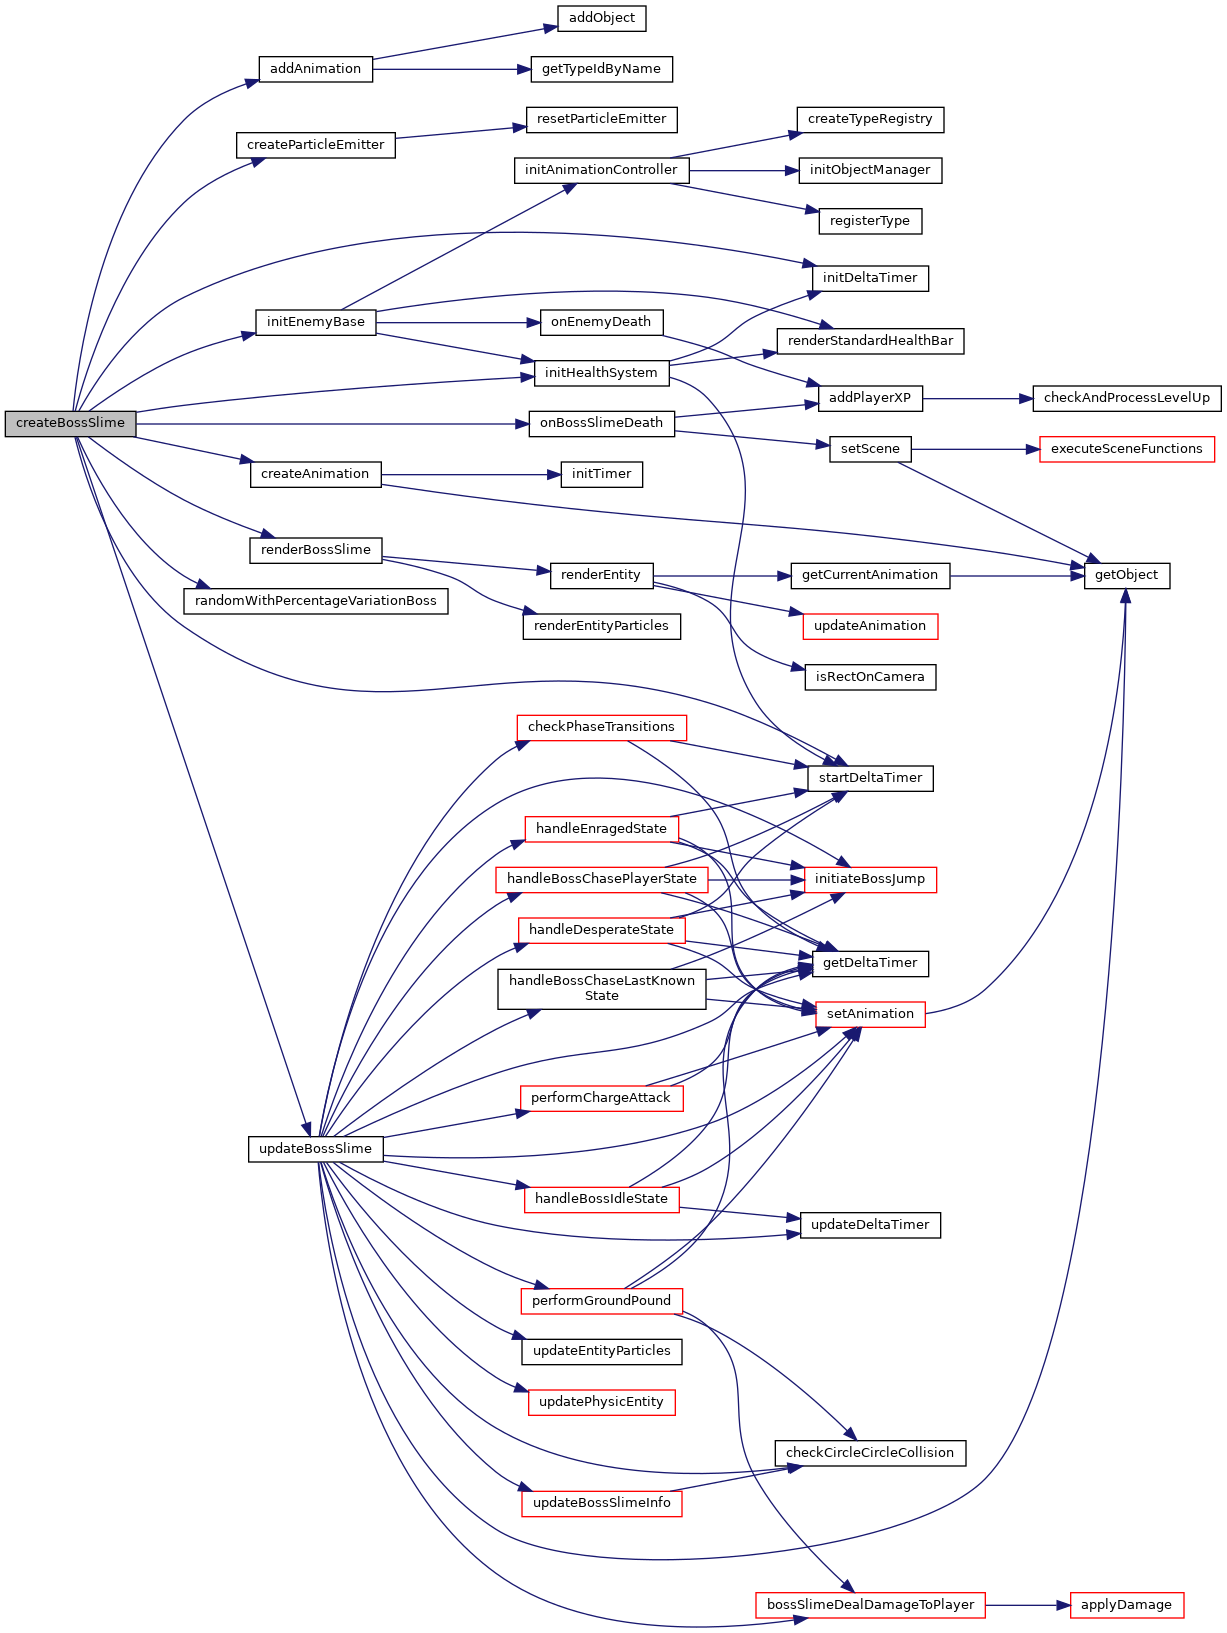 addObject
addAnimation
getTypeIdByName
resetParticleEmitter
createTypeRegistry
createParticleEmitter
initAnimationController
initObjectManager
registerType
initDeltaTimer
initEnemyBase
onEnemyDeath
renderStandardHealthBar
initHealthSystem
addPlayerXP
checkAndProcessLevelUp
createBossSlime
onBossSlimeDeath
setScene
executeSceneFunctions
createAnimation
initTimer
renderBossSlime
renderEntity
getCurrentAnimation
getObject
randomWithPercentageVariationBoss
renderEntityParticles
updateAnimation
isRectOnCamera
checkPhaseTransitions
startDeltaTimer
handleEnragedState
handleBossChasePlayerState
initiateBossJump
handleDesperateState
getDeltaTimer
handleBossChaseLastKnown
State
setAnimation
performChargeAttack
updateBossSlime
handleBossIdleState
updateDeltaTimer
performGroundPound
updateEntityParticles
updatePhysicEntity
checkCircleCircleCollision
updateBossSlimeInfo
bossSlimeDealDamageToPlayer
applyDamage